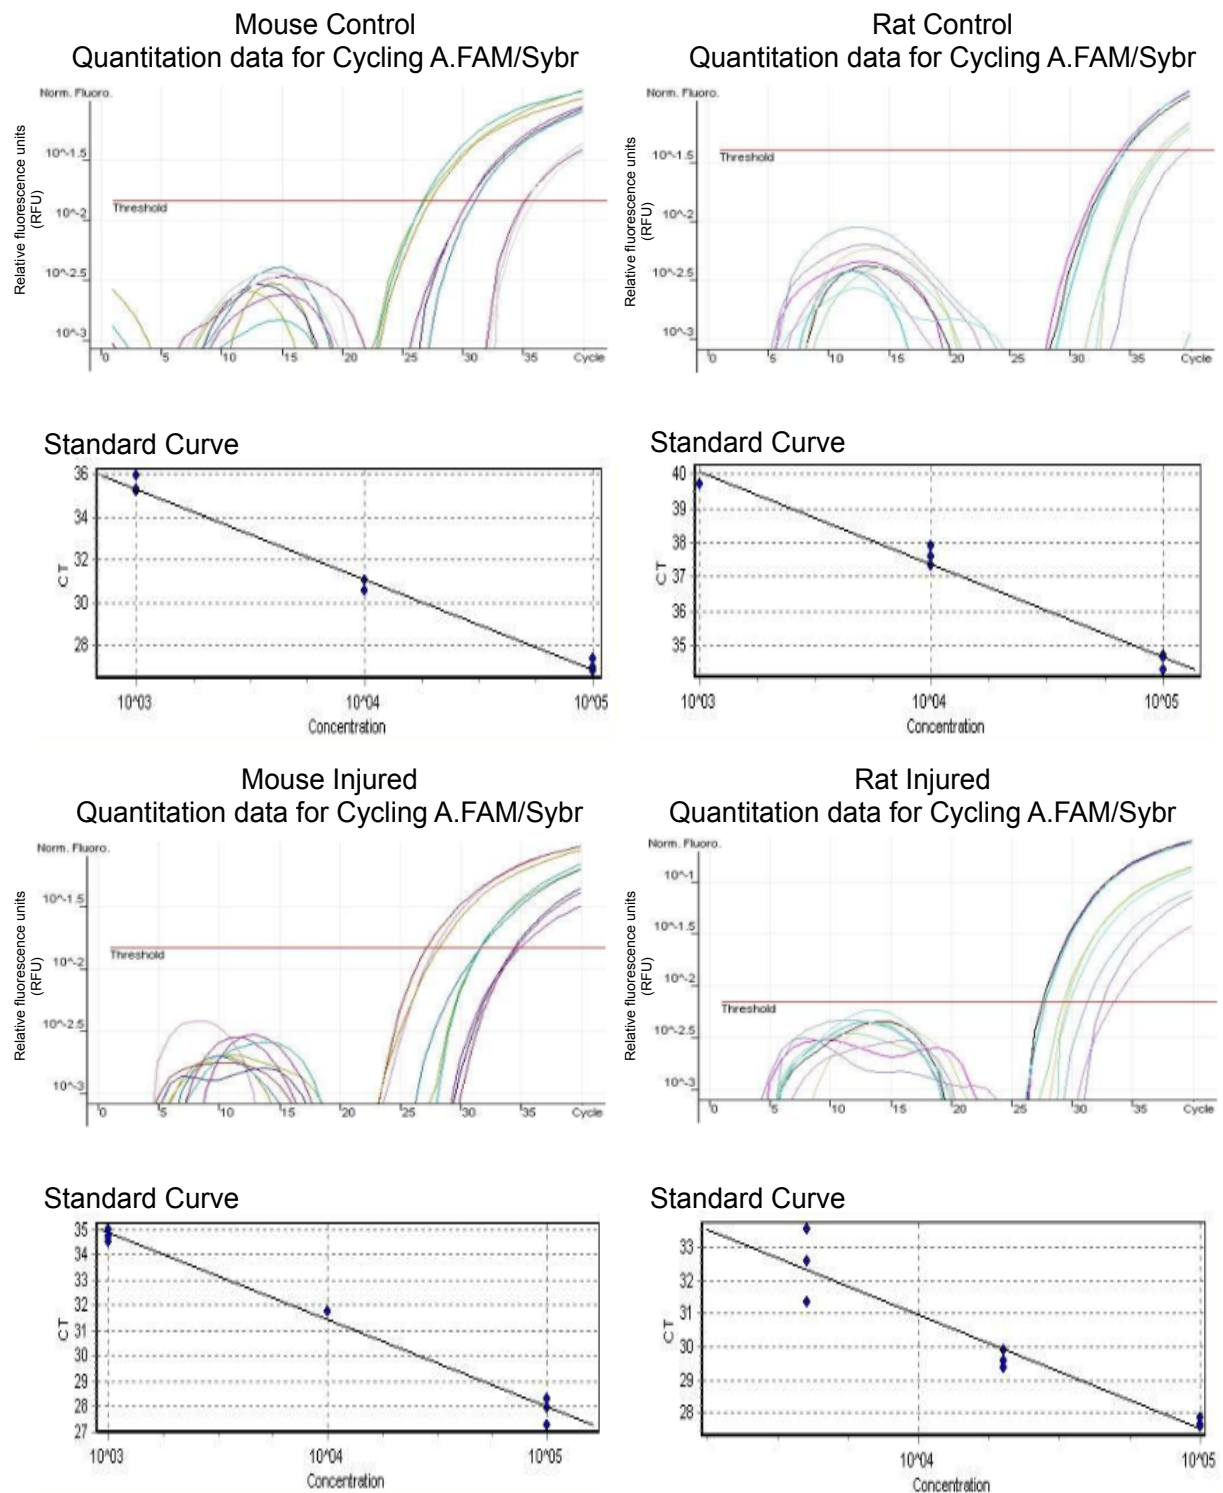 Mouse Control
Quantitation data for Cycling A.FAM/Sybr
Norm. Fluoro.
Relative fluorescence units
(RFU)
10^-1.5
10^-2
10^-2.5
10^-3
Threshold
0 5 10 15 20 25 30 35 Cycle
Rat Control
Quantitation data for Cycling A.FAM/Sybr
Norm. Fluoro.
Relative fluorescence units
(RFU)
10^-1.5
10^-2
10^-2.5
10^-3
Threshold
0 5 10 15 20 25 30 35 Cycle
Standard Curve
CT
36
34
32
30
28
10^03 10^04 10^05
Concentration
Standard Curve
CT
40
39
38
37
36
35
10^03 10^04 10^05
Concentration
Mouse Injured
Quantitation data for Cycling A.FAM/Sybr
Norm. Fluoro.
Relative fluorescence units
(RFU)
10^-1.5
10^-2
10^-2.5
10^-3
Threshold
0 5 10 15 20 25 30 35 Cycle
Rat Injured
Quantitation data for Cycling A.FAM/Sybr
Norm. Fluoro.
Relative fluorescence units
(RFU)
10^-1
10^-1.5
10^-2
10^-2.5
10^-3
Threshold
0 5 10 15 20 25 30 35 Cycle
Standard Curve
CT
35
34
33
32
31
30
29
28
27
10^03 10^04 10^05
Concentration
Standard Curve
CT
33
32
31
30
29
28
10^04 10^05
Concentration